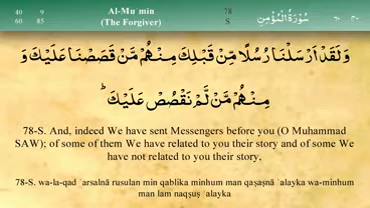 40 9 Al-Mu'min 78 سُوْرَةُ الْمُؤْمِنِ ٦٠ ٣٠
60 85 (The Forgiver) S
وَلَقَدْ اَرْسَلْنَا رُسُلًا مِّنْ قَبْلِكَ مِنْهُمْ مَّنْ قَصَصْنَا عَلَيْكَ وَ
مِنْهُمْ مَّنْ لَّمْ نَقْصُصْ عَلَيْكَ ؕ
78-S. And, indeed We have sent Messengers before you (O Muhammad
SAW); of some of them We have related to you their story and of some We
have not related to you their story,
78-S. wa-la-qad ʾarsalnā rusulan min qablika minhum man qaṣaṣnā ʿalayka wa-minhum
man lam naqṣuṣ ʿalayka